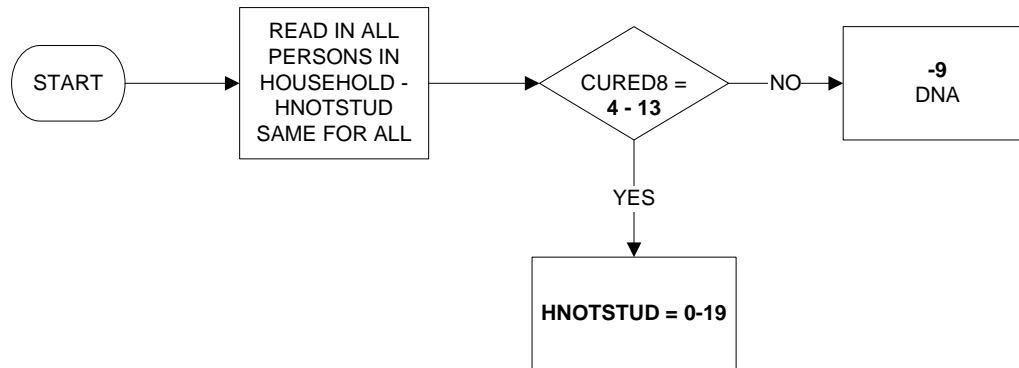 START
READ IN ALL
PERSONS IN
HOUSEHOLD -
HNOTSTUD
SAME FOR ALL
CURED8 =
4 - 13
NO
-9
DNA
YES
HNOTSTUD = 0-19